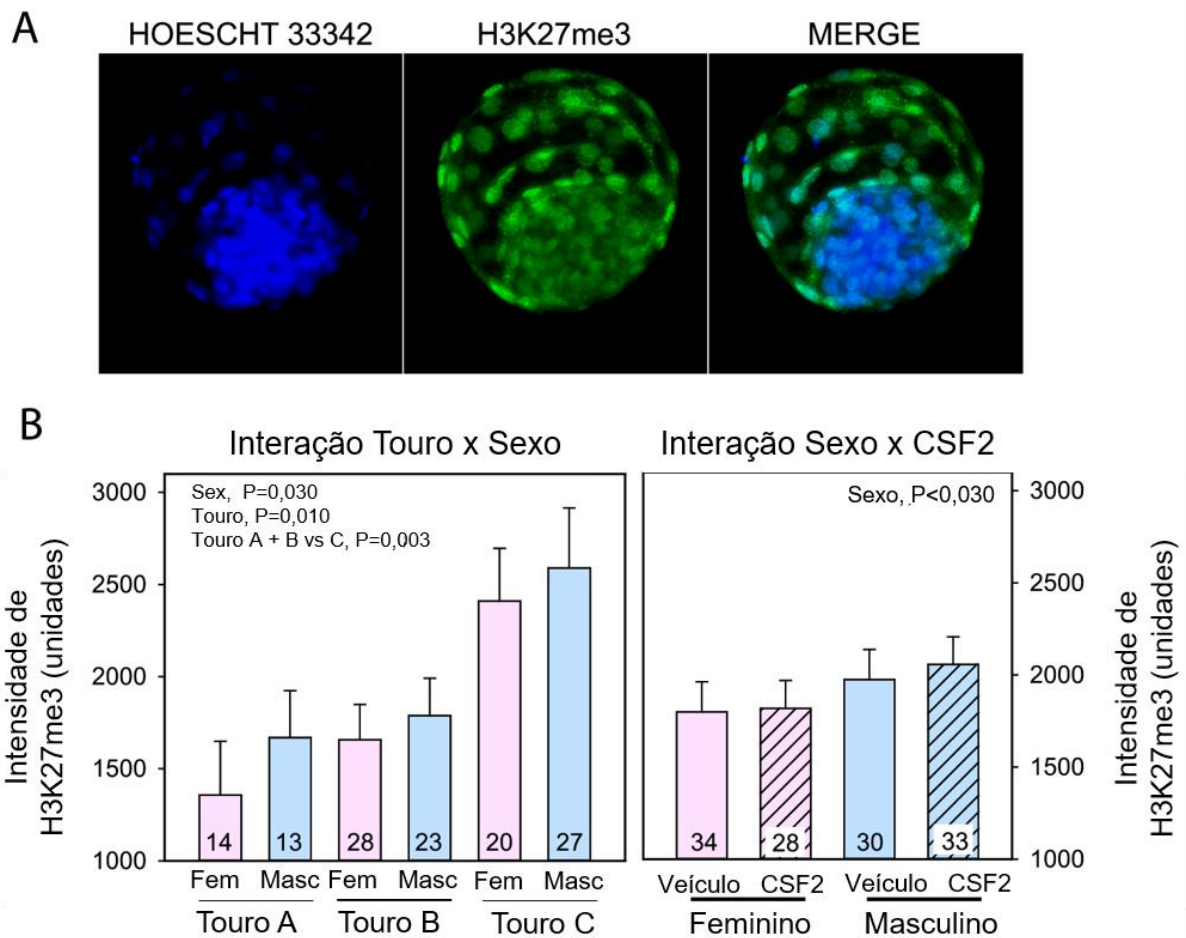 A
HOESCHT 33342
H3K27me3
MERGE
B
Interação Touro x Sexo
Sex, P=0,030
Touro, P=0,010
Touro A + B vs C, P=0,003
Intensidade de
H3K27me3 (unidades)
3000
2500
2000
1500
1000
14
13
28
23
20
27
Fem
Masc
Fem
Masc
Fem
Masc
Touro A
Touro B
Touro C
Interação Sexo x CSF2
Sexo, P<0,030
3000
2500
2000
1500
1000
Intensidade de
H3K27me3 (unidades)
34
28
30
33
Veículo
CSF2
Veículo
CSF2
Feminino
Masculino